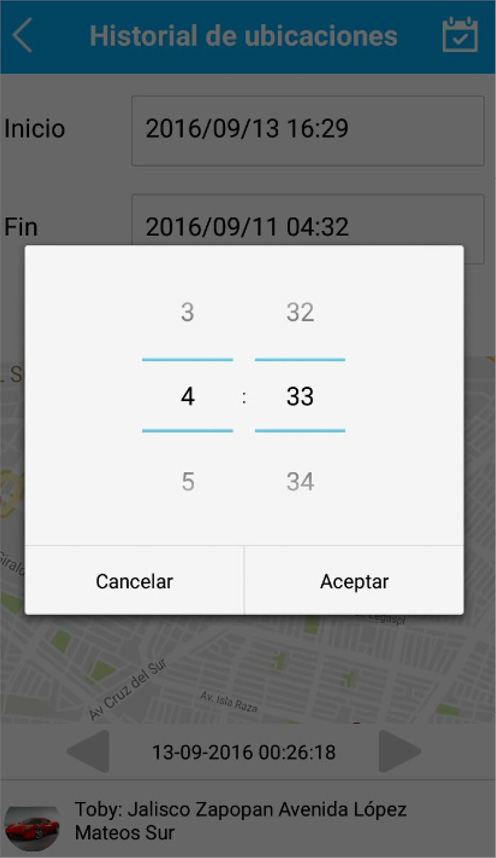 Historial de ubicaciones
Inicio
2016/09/13 16:29
Fin
2016/09/11 04:32
3 32
4 : 33
5 34
Cancelar
Aceptar
Av Cruz del Sur
Av. Isla Raza
13-09-2016 00:26:18
Toby: Jalisco Zapopan Avenida López
Mateos Sur